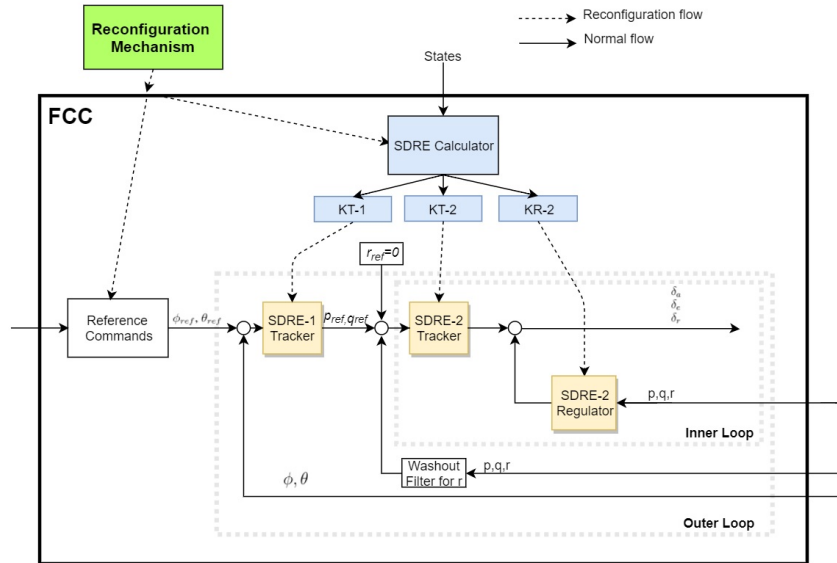 Reconfiguration
Mechanism
Reconfiguration flow
Normal flow
States
FCC
SDRE Calculator
KT-1
KT-2
KR-2
r_ref=0
Reference
Commands
ϕ_ref, θ_ref
SDRE-1
Tracker
p_ref,q_ref
SDRE-2
Tracker
δ_a
δ_e
δ_r
SDRE-2
Regulator
p,q,r
Inner Loop
Washout
Filter for r
p,q,r
ϕ, θ
Outer Loop